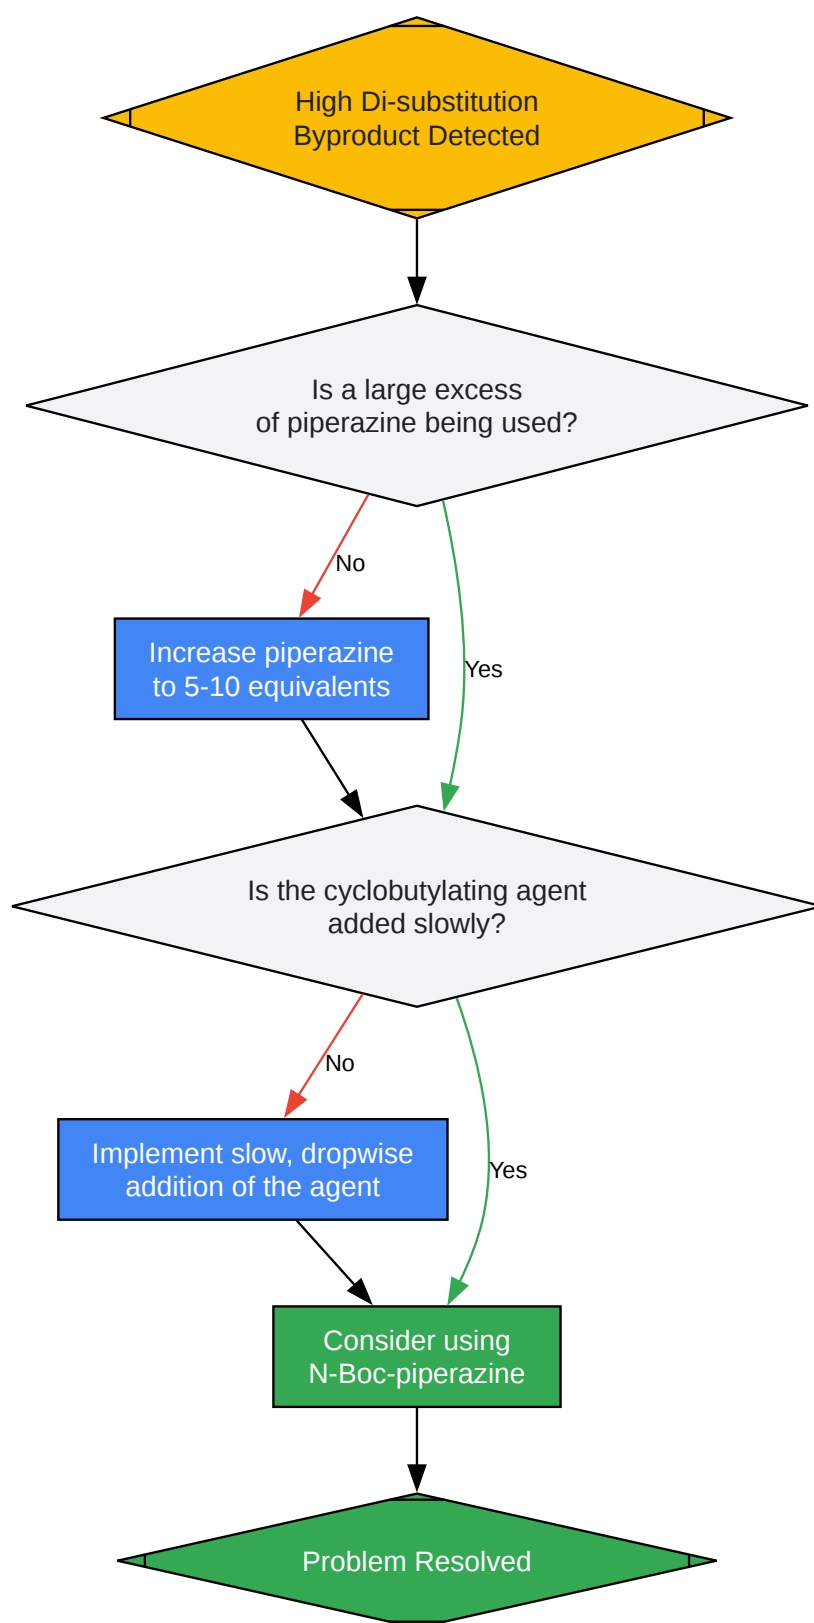 High Di-substitution
Byproduct Detected
Is a large excess
of piperazine being used?
No
Increase piperazine
to 5-10 equivalents
Yes
Is the cyclobutylating agent
added slowly?
No
Implement slow, dropwise
addition of the agent
Yes
Consider using
N-Boc-piperazine
Problem Resolved